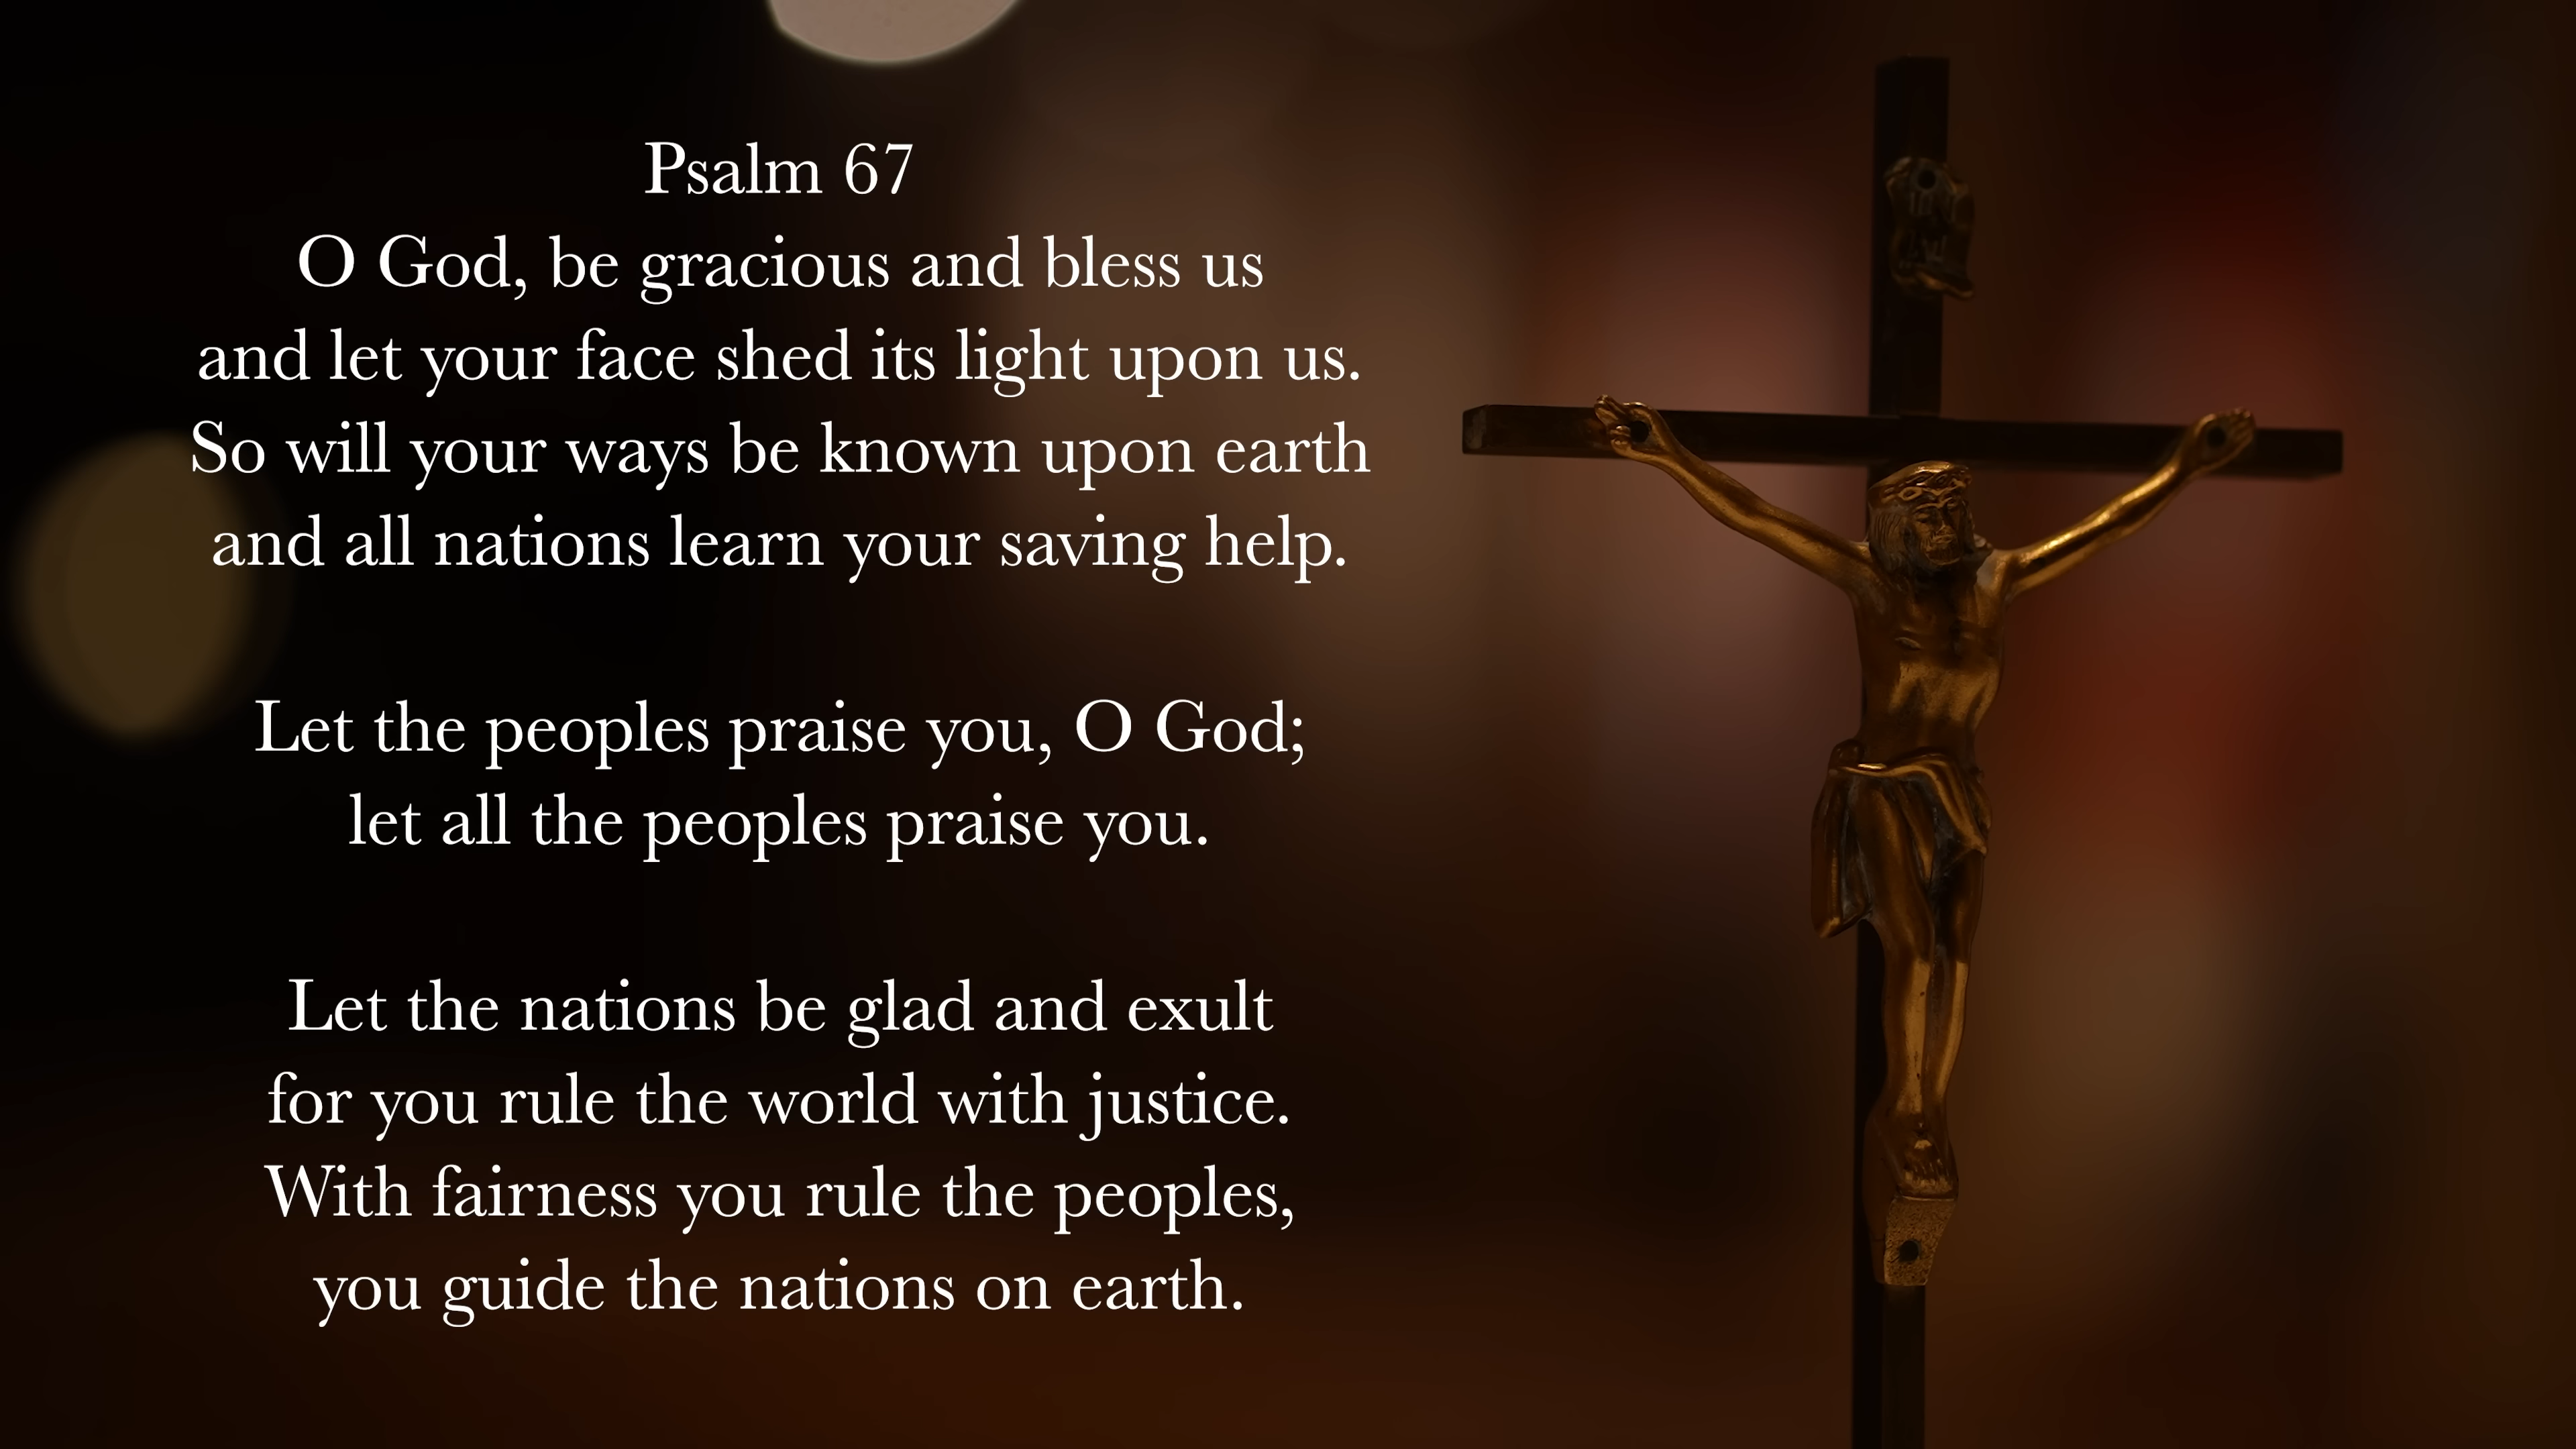 Psalm 67
O God, be gracious and bless us
and let your face shed its light upon us.
So will your ways be known upon earth
and all nations learn your saving help.
Let the peoples praise you, O God;
let all the peoples praise you.
Let the nations be glad and exult
for you rule the world with justice.
With fairness you rule the peoples,
you guide the nations on earth.